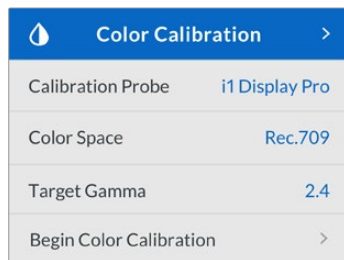 Color Calibration
Calibration Probe i1 Display Pro
Color Space Rec.709
Target Gamma 2.4
Begin Color Calibration